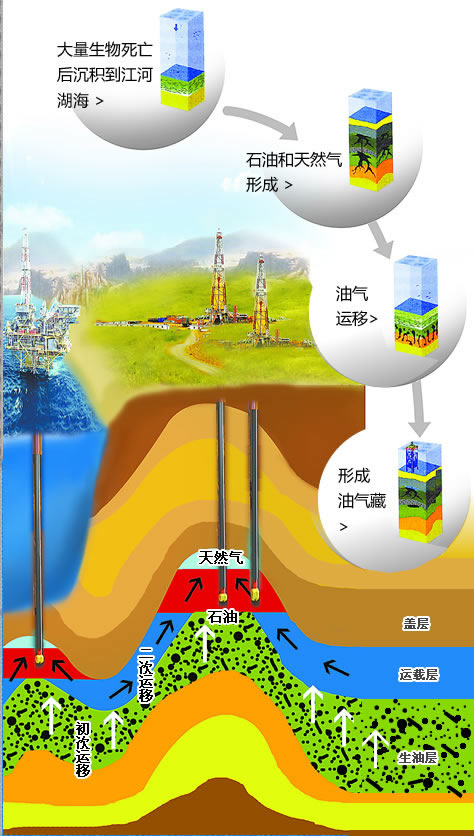 大量生物死亡
后沉积到江河
湖海 >
石油和天然气
形成 >
油气
运移>
形成
油气藏
>
天然气
石油
盖层
二次运移
运载层
初次运移
生油层